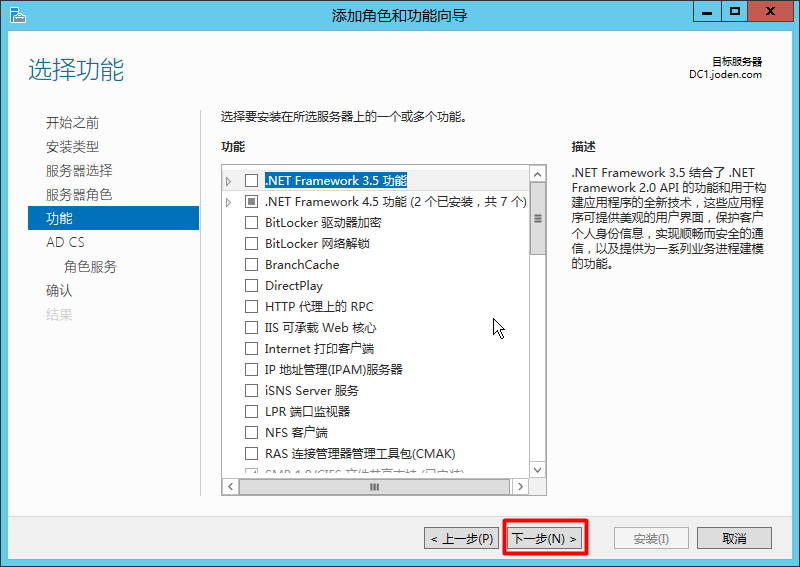 添加角色和功能向导
选择功能
目标服务器
DC1.joden.com
开始之前
安装类型
服务器选择
服务器角色
功能
AD CS
角色服务
确认
结果
选择要安装在所选服务器上的一个或多个功能。
功能
.NET Framework 3.5 功能
.NET Framework 4.5 功能 (2 个已安装，共 7 个)
BitLocker 驱动器加密
BitLocker 网络解锁
BranchCache
DirectPlay
HTTP 代理上的 RPC
IIS 可承载 Web 核心
Internet 打印客户端
IP 地址管理(IPAM)服务器
iSNS Server 服务
LPR 端口监视器
NFS 客户端
RAS 连接管理器管理工具包(CMAK)
SMB 1.0/CIFS 文件共享支持 (已安装)
描述
.NET Framework 3.5 结合了 .NET
Framework 2.0 API 的功能和用于构
建应用程序的全新技术，这些应用程
序可提供美观的用户界面，保护客户
个人身份信息，实现顺畅而安全的通
信，以及提供为一系列业务进程建模
的功能。
< 上一步(P)
下一步(N) >
安装(I)
取消